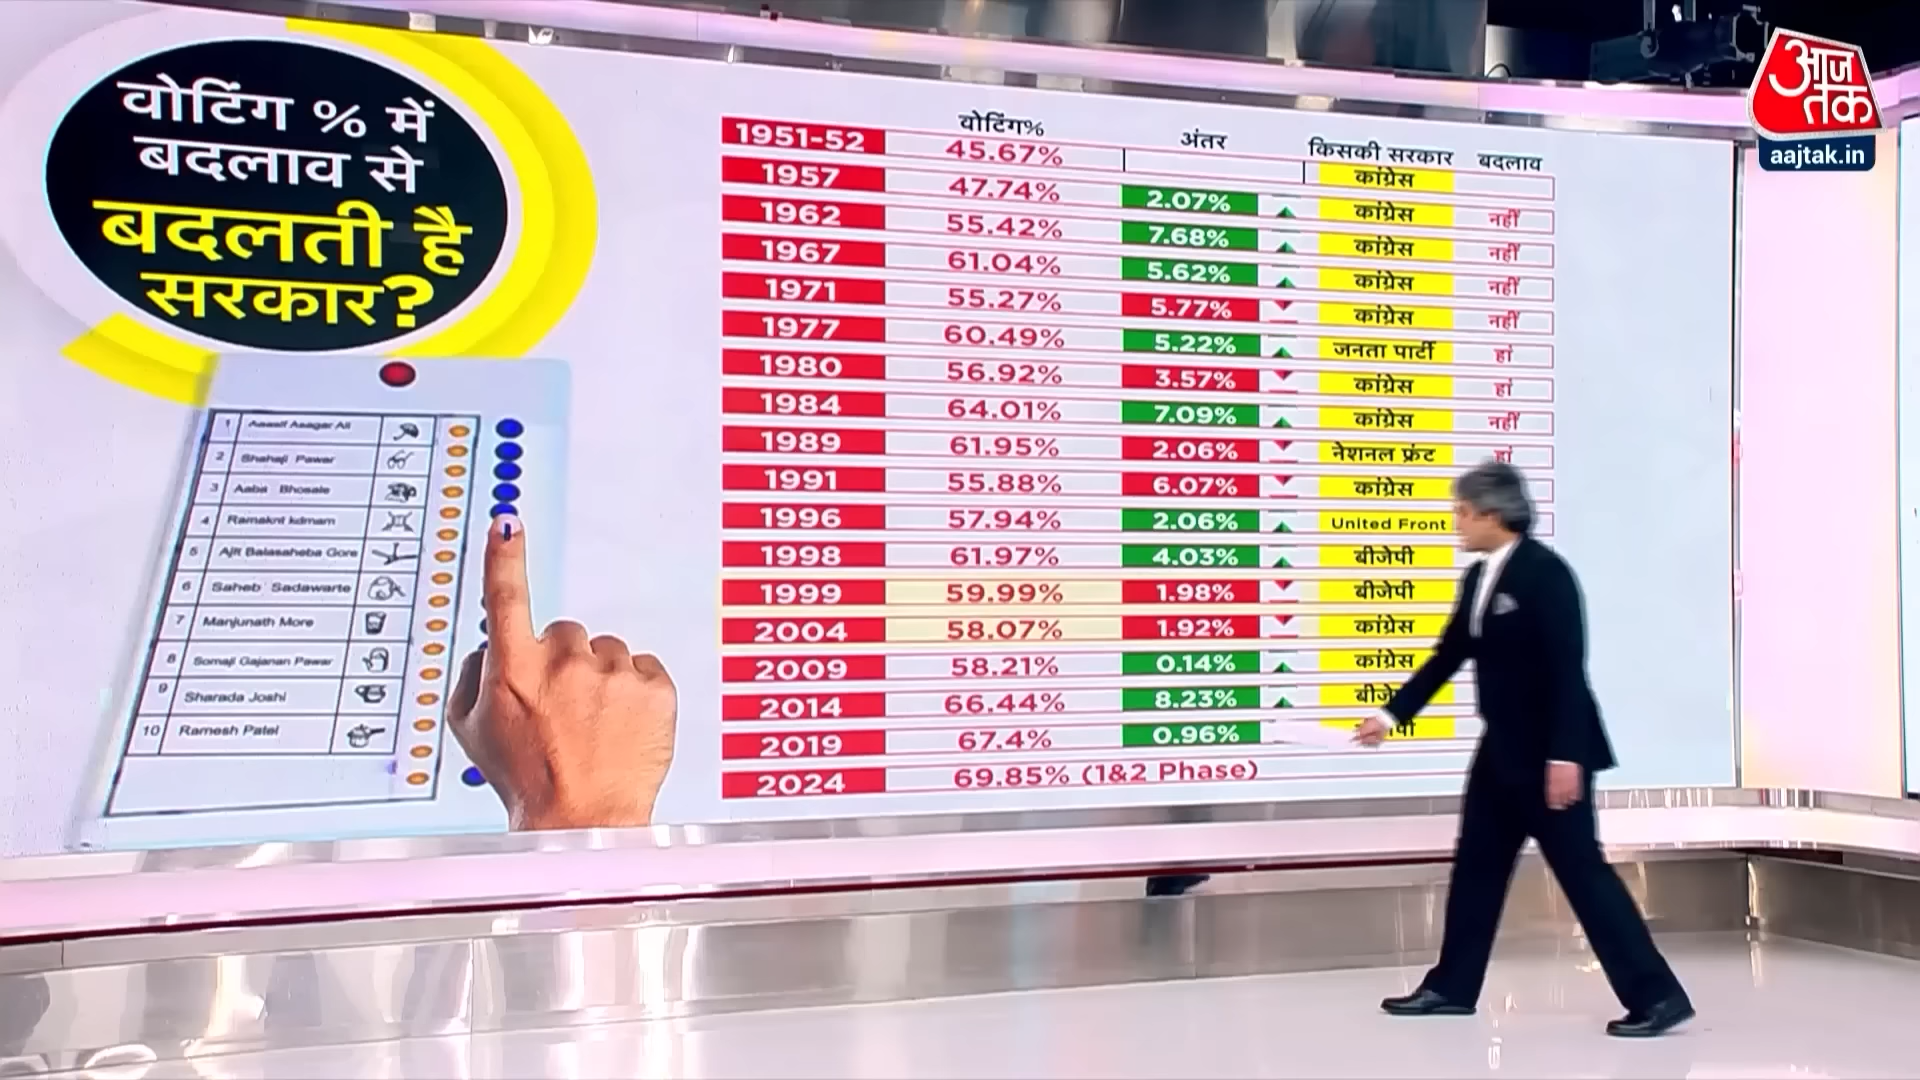 वोटिंग % में
बदलाव से
बदलती है
सरकार?
1 Aassif Aasgar Ali
2 Shahaji Pawar
3 Aaba Bhosale
4 Ramaknt kdmam
5 Ajit Balasaheba Gore
6 Saheb Sadawarte
7 Manjunath More
8 Somaji Gajanan Pawar
9 Sharada Joshi
10 Ramesh Patel
वोटिंग% अंतर किसकी सरकार बदलाव
1951-52 45.67% कांग्रेस
1957 47.74% 2.07% कांग्रेस नहीं
1962 55.42% 7.68% कांग्रेस नहीं
1967 61.04% 5.62% कांग्रेस नहीं
1971 55.27% 5.77% कांग्रेस नहीं
1977 60.49% 5.22% जनता पार्टी हां
1980 56.92% 3.57% कांग्रेस हां
1984 64.01% 7.09% कांग्रेस नहीं
1989 61.95% 2.06% नेशनल फ्रंट हां
1991 55.88% 6.07% कांग्रेस
1996 57.94% 2.06% United Front
1998 61.97% 4.03% बीजेपी
1999 59.99% 1.98% बीजेपी
2004 58.07% 1.92% कांग्रेस
2009 58.21% 0.14% कांग्रेस
2014 66.44% 8.23%
2019 67.4% 0.96%
2024 69.85% (1&2 Phase)
आज
तक
aajtak.in